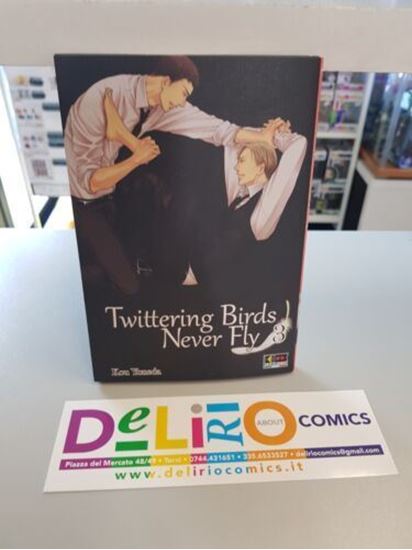 Twittering Birds
Never Fly 3
Kou Yoneda
DeLiRiO ABOUT COMICS
Piazza del Mercato 48/49 • Terni • 0744.431651 • 335.6533527 • deliriocomics@gmail.com
www.deliriocomics.it